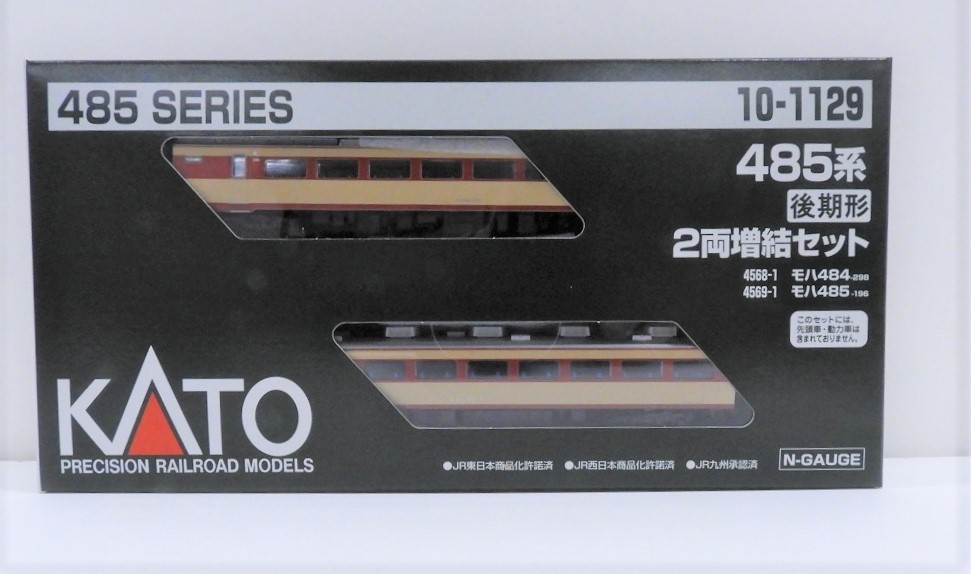 485 SERIES
10-1129
485系
後期形
2両増結セット
4568-1 モハ484-298
4569-1 モハ485-196
このセットには、
先頭車・動力車は
含まれておりません。
KATO
PRECISION RAILROAD MODELS
●JR東日本商品化許諾済 ●JR西日本商品化許諾済 ●JR九州承認済
N-GAUGE